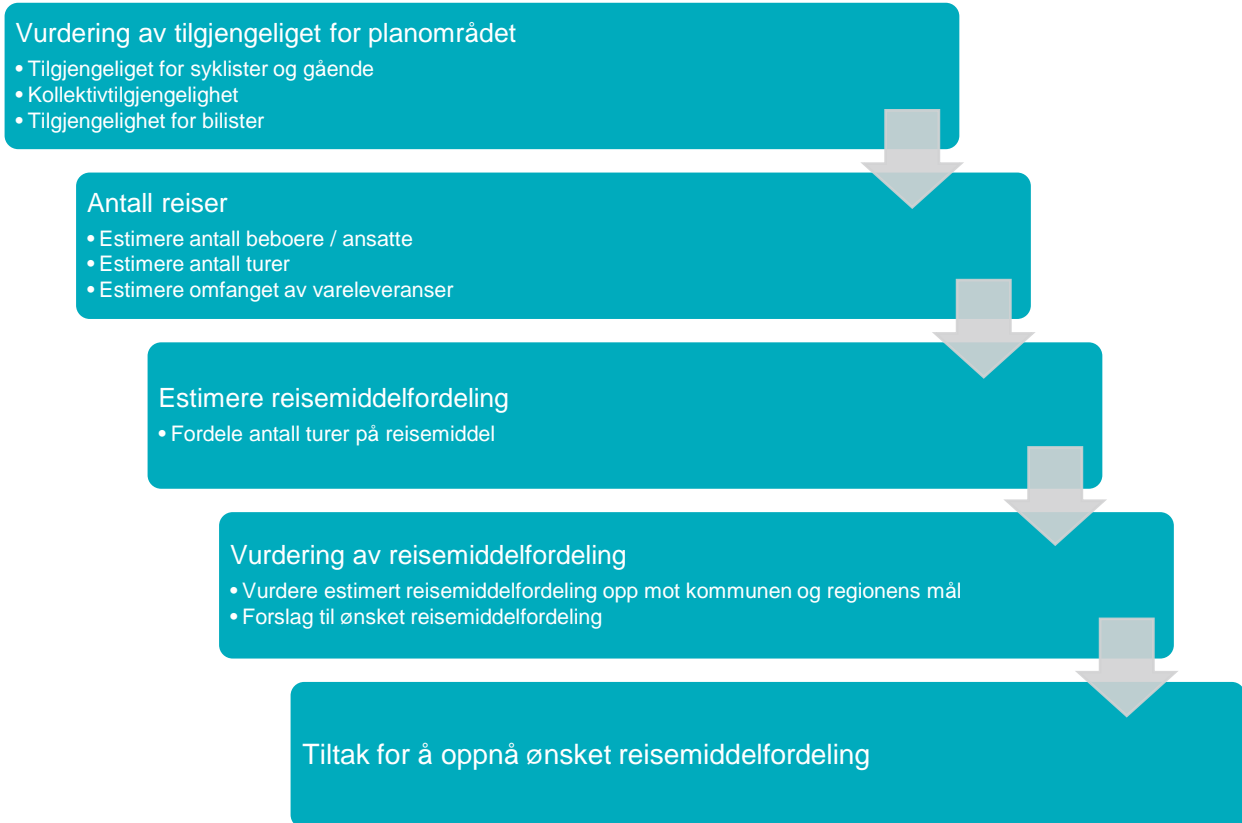 Vurdering av tilgjengeliget for planområdet
• Tilgjengeliget for syklister og gående
• Kollektivtilgjengelighet
• Tilgjengelighet for bilister
Antall reiser
• Estimere antall beboere / ansatte
• Estimere antall turer
• Estimere omfanget av vareleveranser
Estimere reisemiddelfordeling
• Fordele antall turer på reisemiddel
Vurdering av reisemiddelfordeling
• Vurdere estimert reisemiddelfordeling opp mot kommunen og regionens mål
• Forslag til ønsket reisemiddelfordeling
Tiltak for å oppnå ønsket reisemiddelfordeling